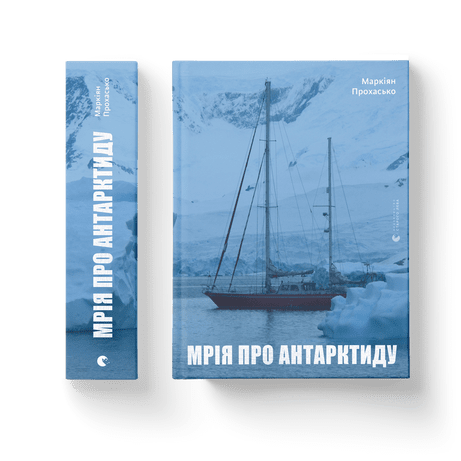 Маркіян
Прохасько
МРІЯ ПРО АНТАРКТИДУ
Маркіян
Прохасько
МРІЯ ПРО АНТАРКТИДУ